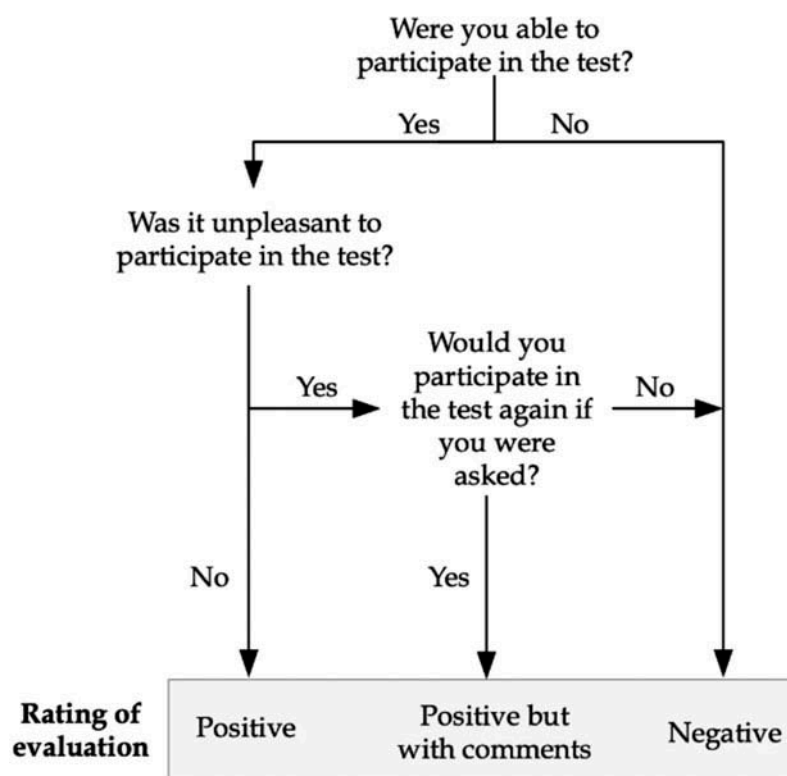 Were you able to
participate in the test?
Yes
No
Was it unpleasant to
participate in the test?
Yes
Would you
participate in
the test again if
you were
asked?
No
No
Yes
Rating of
evaluation
Positive
Positive but
with comments
Negative